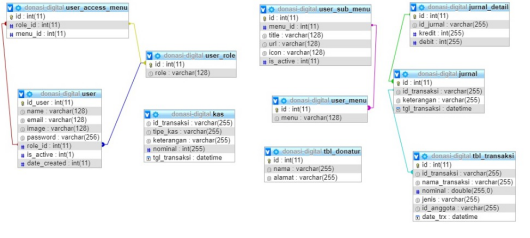 donasi-digital user_access_menu
id : int(11)
role_id : int(11)
menu_id : int(11)
donasi-digital user_role
id : int(11)
role : varchar(128)
donasi-digital user
id_user : int(11)
name : varchar(128)
email : varchar(128)
image : varchar(128)
password : varchar(256)
role_id : int(11)
is_active : int(1)
date_created : int(11)
donasi-digital kas
id_transaksi : varchar(255)
tipe_kas : varchar(255)
keterangan : varchar(255)
nominal : int(255)
tgl_transaksi : datetime
donasi-digital user_sub_menu
id : int(11)
menu_id : int(11)
title : varchar(128)
url : varchar(128)
icon : varchar(128)
is_active : int(11)
donasi-digital user_menu
id : int(11)
menu : varchar(128)
donasi-digital tbl_donatur
id : int(11)
nama : varchar(255)
alamat : varchar(255)
donasi-digital jurnal_detail
id : int(11)
id_jurnal : varchar(255)
kredit : int(255)
debit : int(255)
donasi-digital jurnal
id : int(11)
id_transaksi : varchar(255)
keterangan : varchar(255)
tgl_transaksi : datetime
donasi-digital tbl_transaksi
id : int(11)
id_transaksi : varchar(255)
nama_transaksi : varchar(255)
nominal : double(255,0)
jenis : varchar(255)
id_anggota : varchar(255)
date_trx : datetime